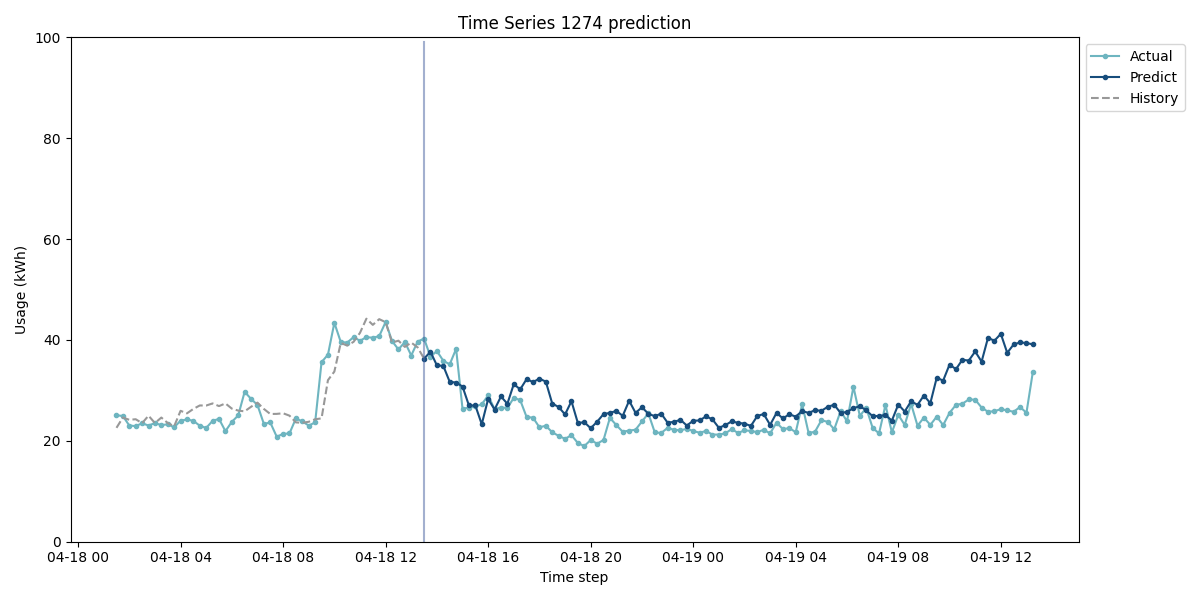 Time Series 1274 prediction
Usage (kWh)
100
80
60
40
20
0
04-18 00
04-18 04
04-18 08
04-18 12
04-18 16
04-18 20
04-19 00
04-19 04
04-19 08
04-19 12
Time step
Actual
Predict
History